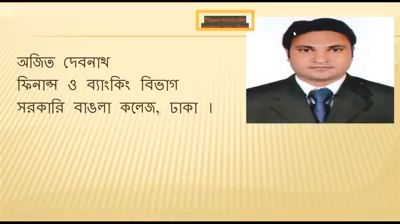 অজিত দেবনাথ
ফিনান্স ও ব্যাংকিং বিভাগ
সরকারি বাঙলা কলেজ, ঢাকা ।